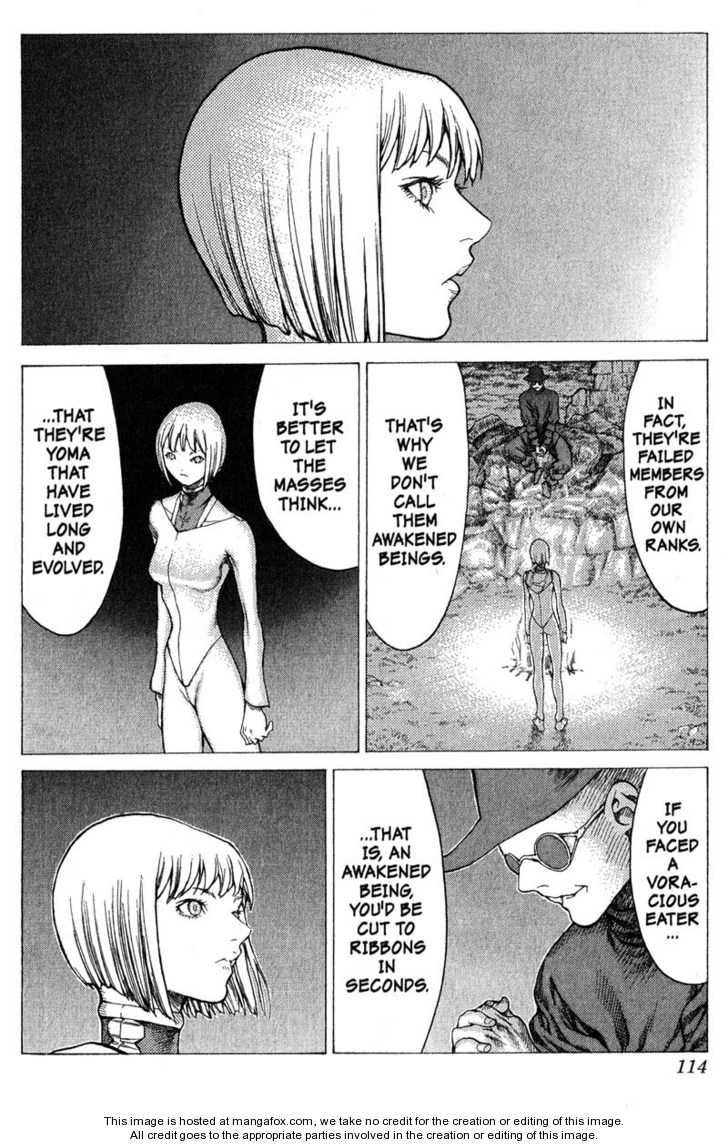 IN
FACT,
THEY'RE
FAILED
MEMBERS
FROM
OUR
OWN
RANKS.
THAT'S
WHY
WE
DON'T
CALL
THEM
AWAKENED
BEINGS.
IT'S
BETTER
TO LET
THE
MASSES
THINK...
...THAT
THEY'RE
YOMA
THAT
HAVE
LIVED
LONG
AND
EVOLVED.
IF
YOU
FACED
A
VORA-
CIOUS
EATER
...
...THAT
IS, AN
AWAKENED
BEING,
YOU'D BE
CUT TO
RIBBONS
IN
SECONDS.
114
This image is hosted at mangafox.com, we take no credit for the creation or editing of this image.
All credit goes to the appropriate parties involved in the creation or editing of this image.